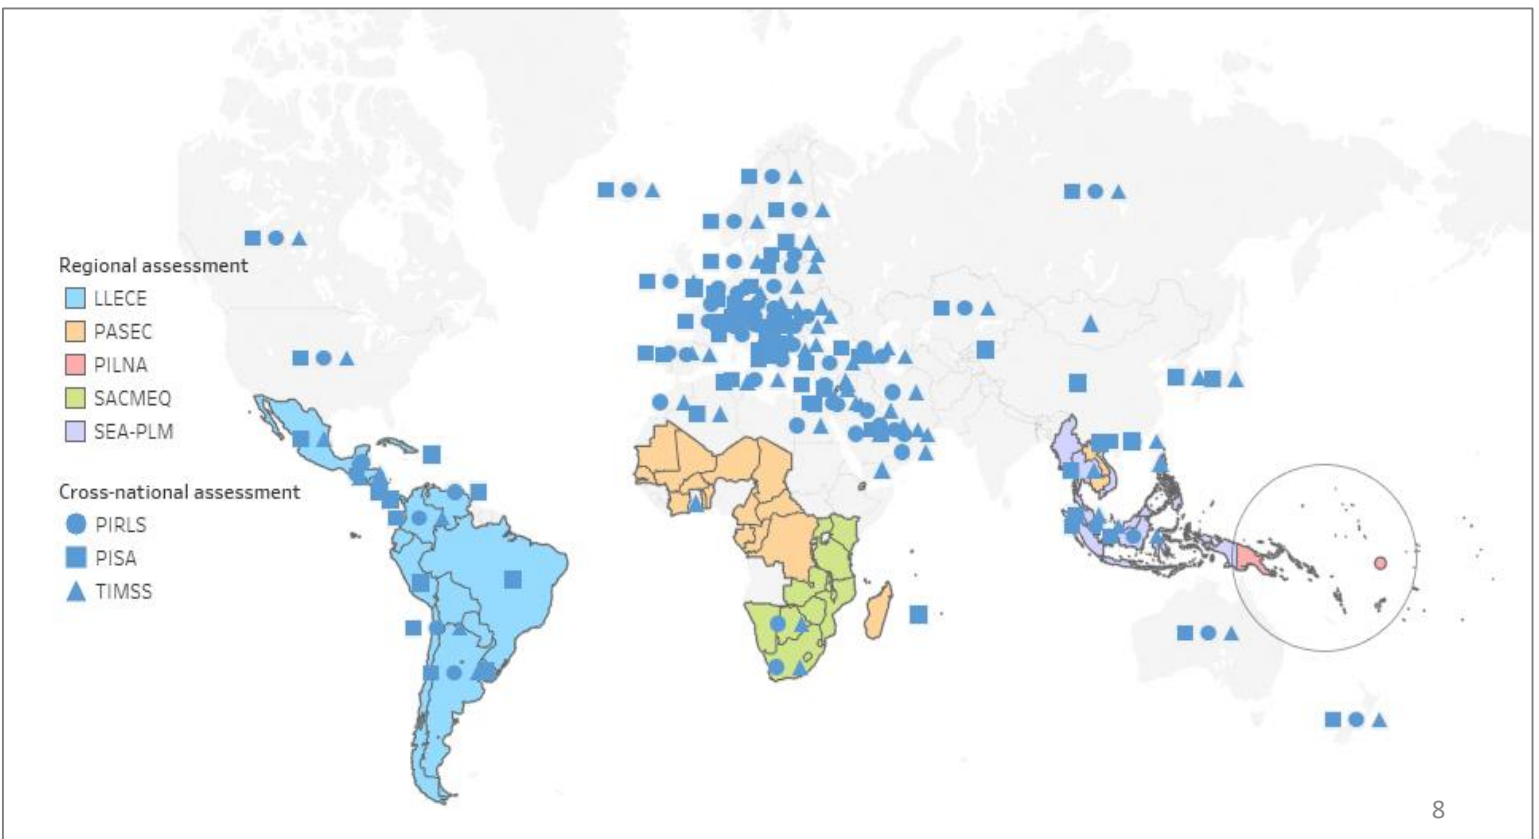 Regional assessment
LLECE
PASEC
PILNA
SACMEQ
SEA-PLM
Cross-national assessment
PIRLS
PISA
TIMSS
8